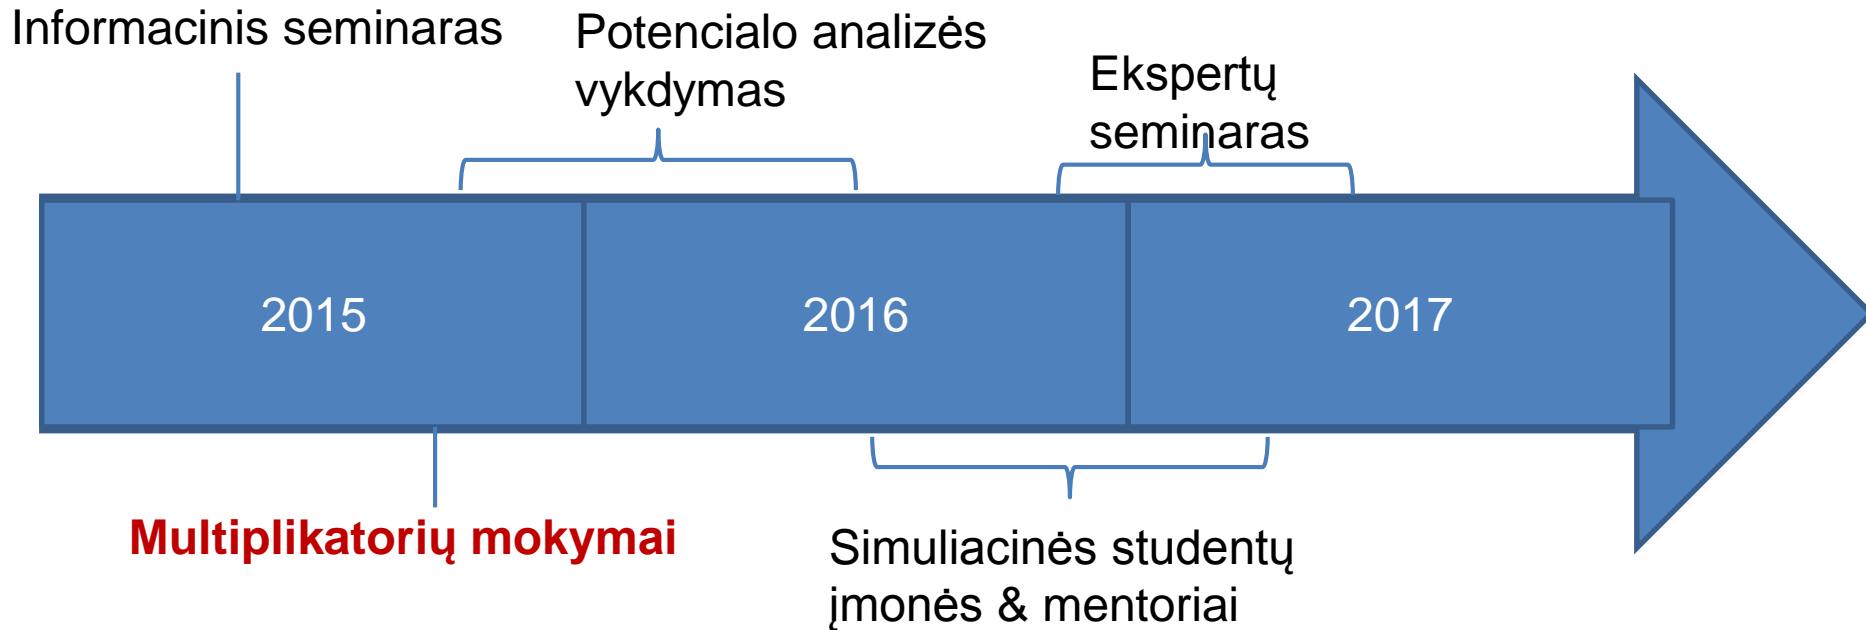 Informacinis seminaras
Potencialo analizės
vykdymas
Ekspertų
seminaras
2015
2016
2017
Multiplikatorių mokymai
Simuliacinės studentų
įmonės & mentoriai